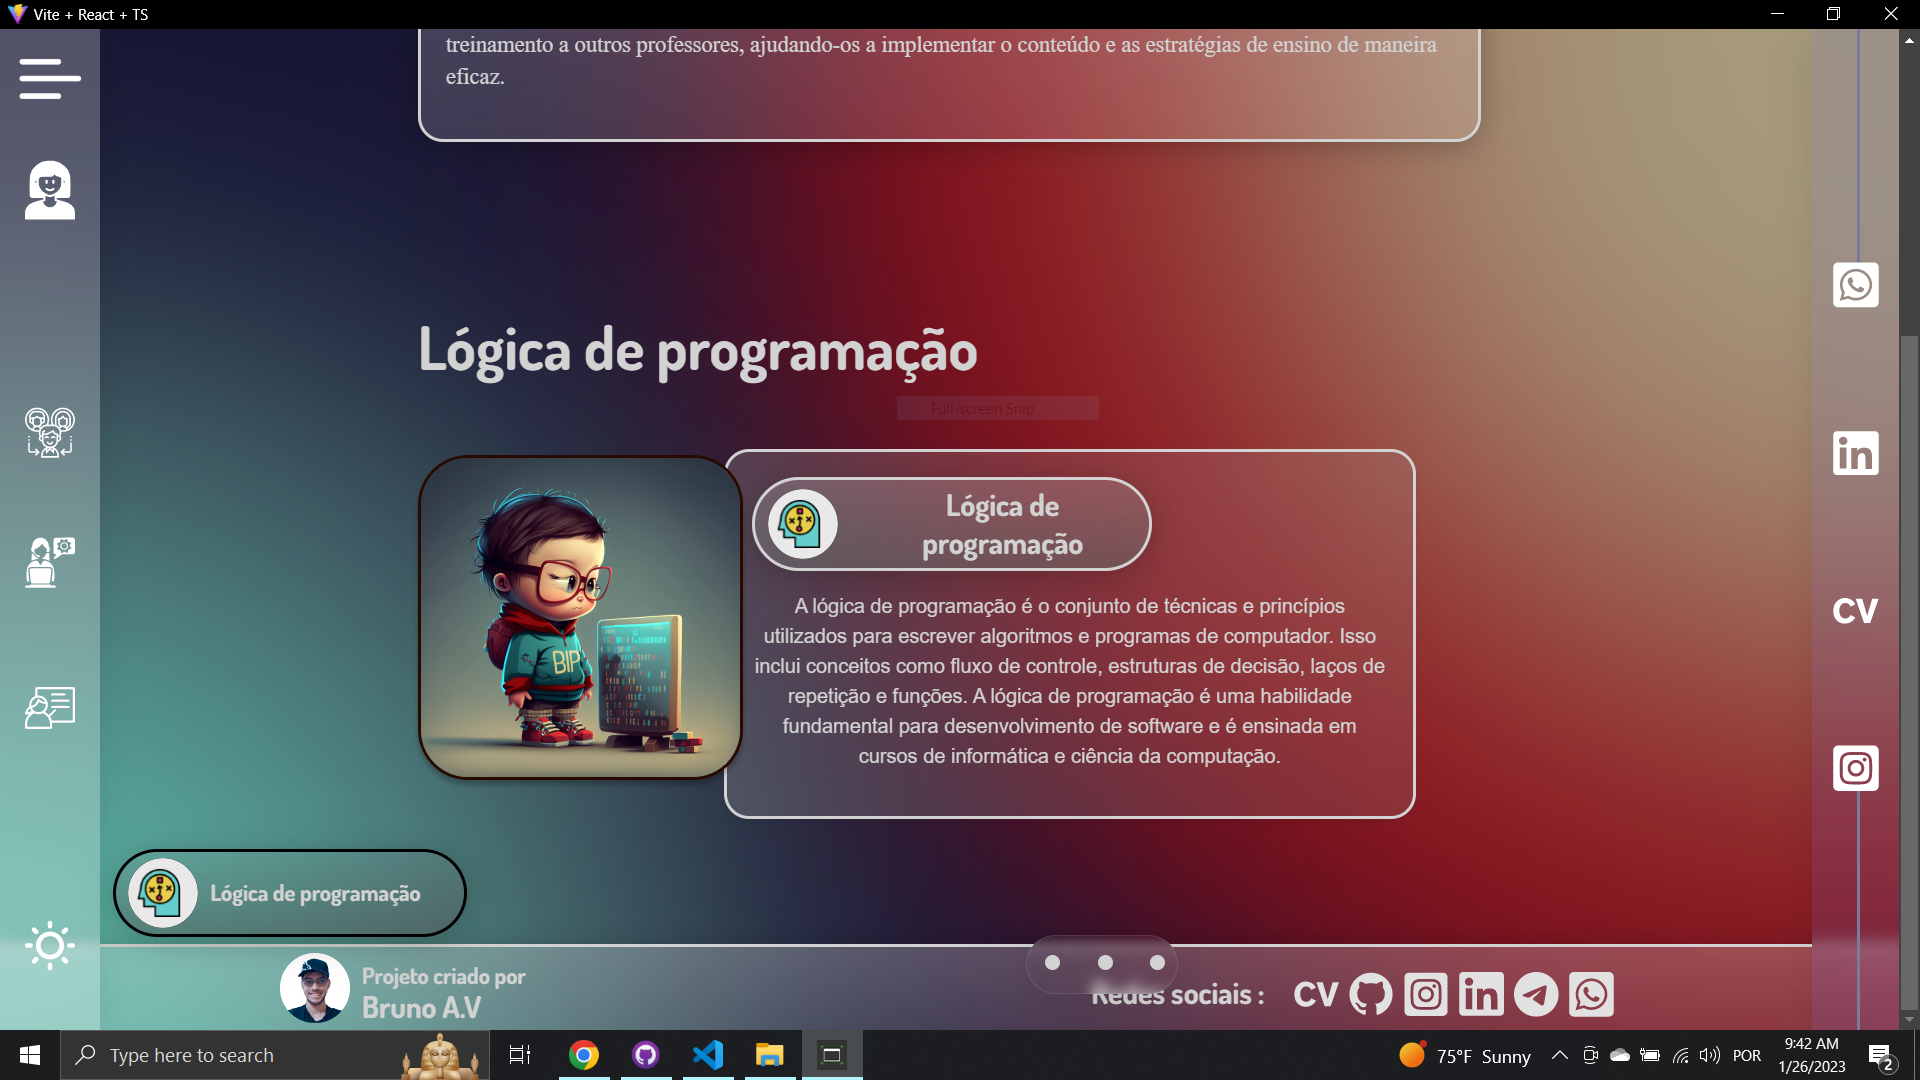 Vite + React + TS
treinamento a outros professores, ajudando-os a implementar o conteúdo e as estratégias de ensino de maneira
eficaz.
Lógica de programação
Full-screen Snip
BIP
Lógica de
programação
A lógica de programação é o conjunto de técnicas e princípios
utilizados para escrever algoritmos e programas de computador. Isso
inclui conceitos como fluxo de controle, estruturas de decisão, laços de
repetição e funções. A lógica de programação é uma habilidade
fundamental para desenvolvimento de software e é ensinada em
cursos de informática e ciência da computação.
CV
Lógica de programação
Projeto criado por
Bruno A.V
Redes sociais :
CV
Type here to search
75°F Sunny
POR
9:42 AM
1/26/2023
2